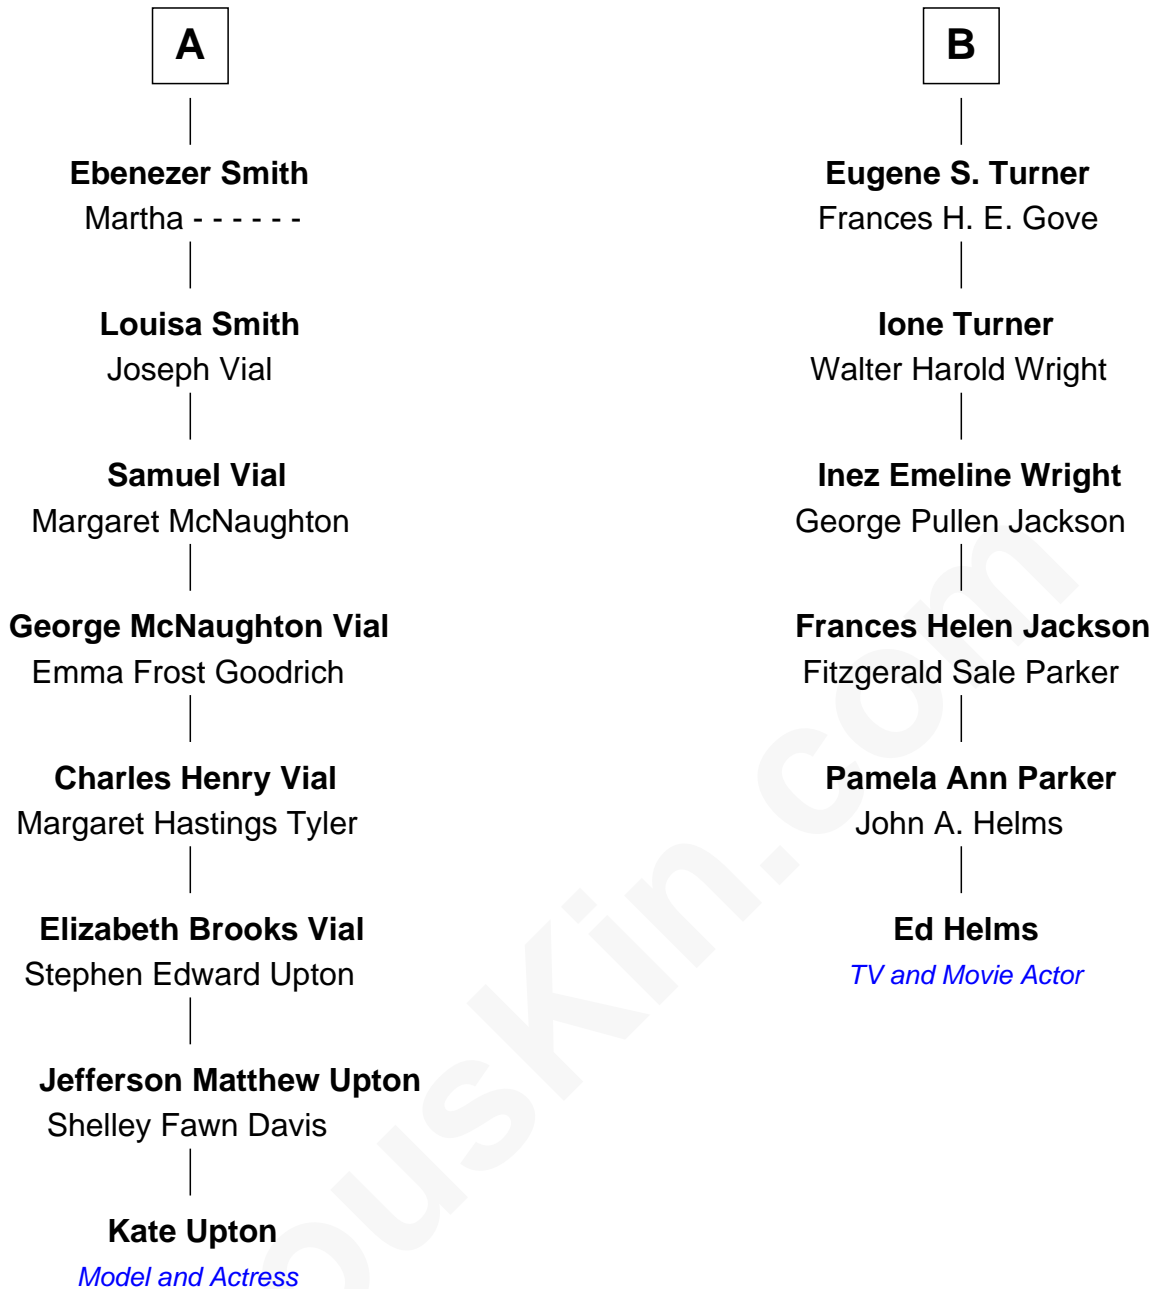 A
Ebenezer Smith
Martha - - - - - -
Louisa Smith
Joseph Vial
Samuel Vial
Margaret McNaughton
George McNaughton Vial
Emma Frost Goodrich
Charles Henry Vial
Margaret Hastings Tyler
Elizabeth Brooks Vial
Stephen Edward Upton
Jefferson Matthew Upton
Shelley Fawn Davis
Kate Upton
Model and Actress
B
Eugene S. Turner
Frances H. E. Gove
Ione Turner
Walter Harold Wright
Inez Emeline Wright
George Pullen Jackson
Frances Helen Jackson
Fitzgerald Sale Parker
Pamela Ann Parker
John A. Helms
Ed Helms
TV and Movie Actor
ousKin.com